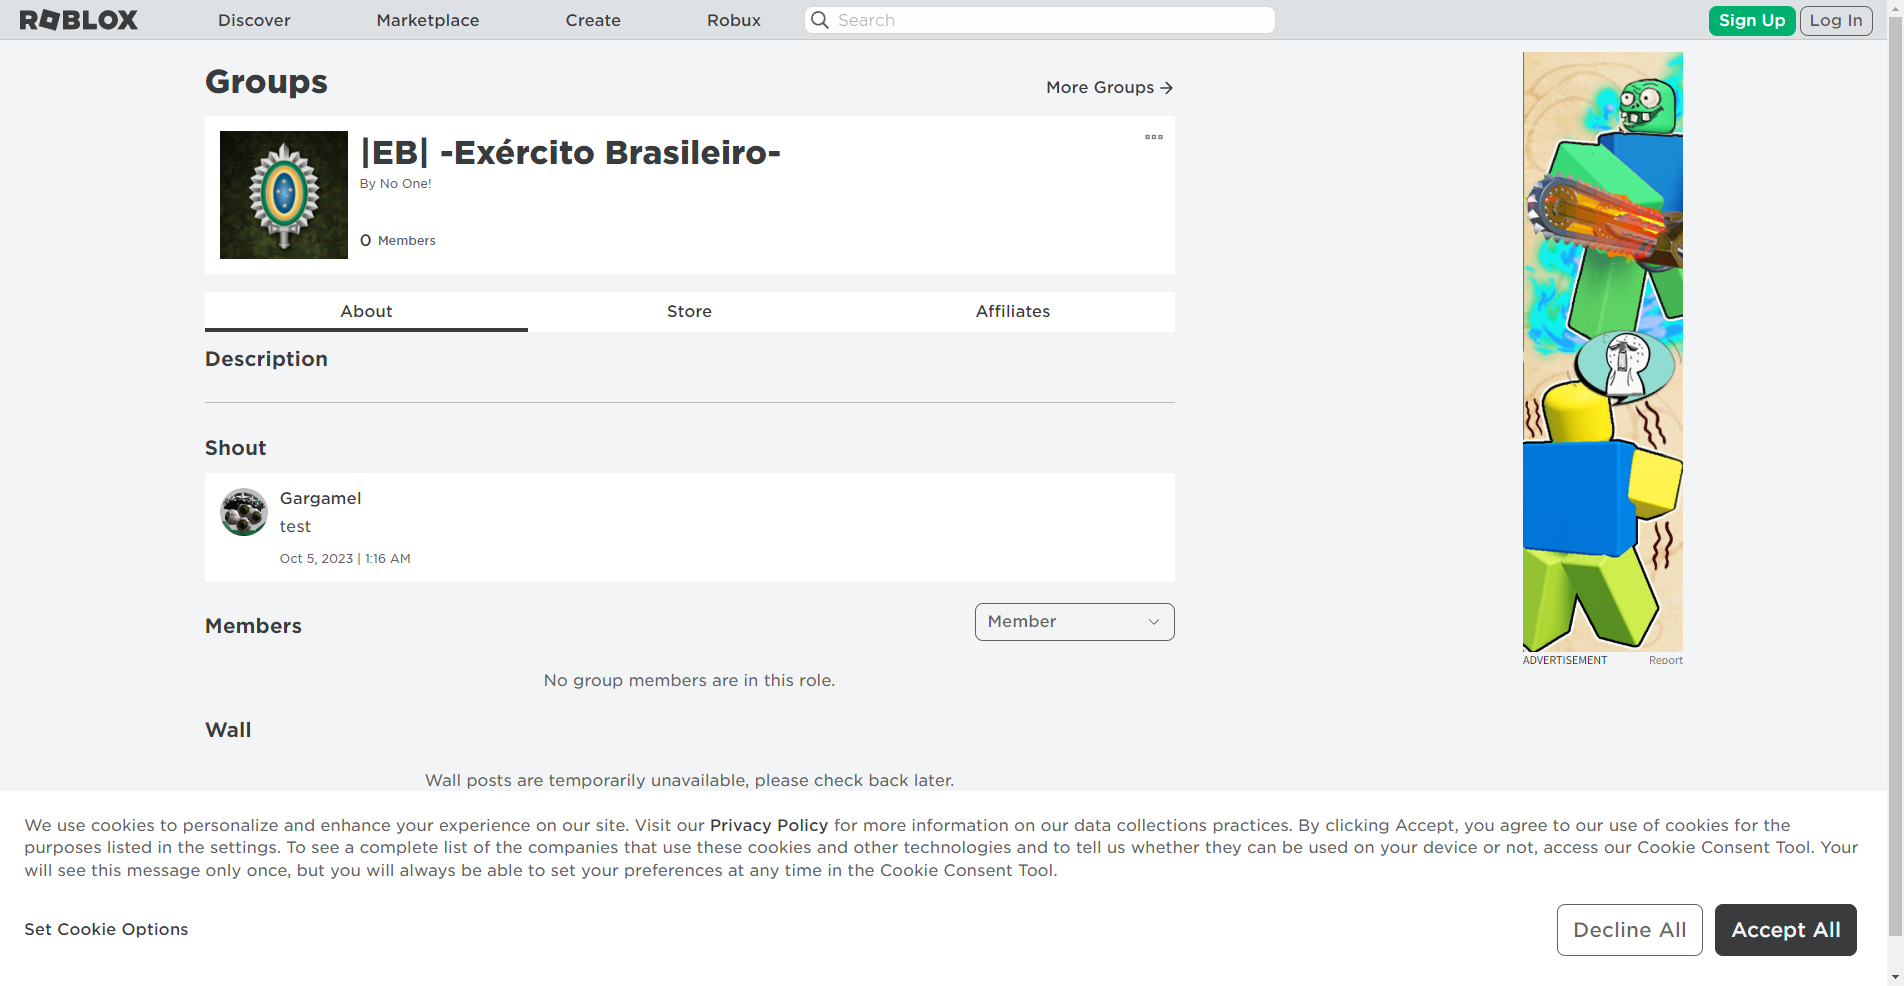 ROBLOX
Discover
Marketplace
Create
Robux
Search
Sign Up
Log In
Groups
More Groups
|EB| -Exército Brasileiro-
By No One!
0 Members
About
Store
Affiliates
Description
Shout
Gargamel
test
Oct 5, 2023 | 1:16 AM
Members
Member
No group members are in this role.
Wall
Wall posts are temporarily unavailable, please check back later.
ADVERTISEMENT
Report
We use cookies to personalize and enhance your experience on our site. Visit our Privacy Policy for more information on our data collections practices. By clicking Accept, you agree to our use of cookies for the
purposes listed in the settings. To see a complete list of the companies that use these cookies and other technologies and to tell us whether they can be used on your device or not, access our Cookie Consent Tool. Your
will see this message only once, but you will always be able to set your preferences at any time in the Cookie Consent Tool.
Set Cookie Options
Decline All
Accept All